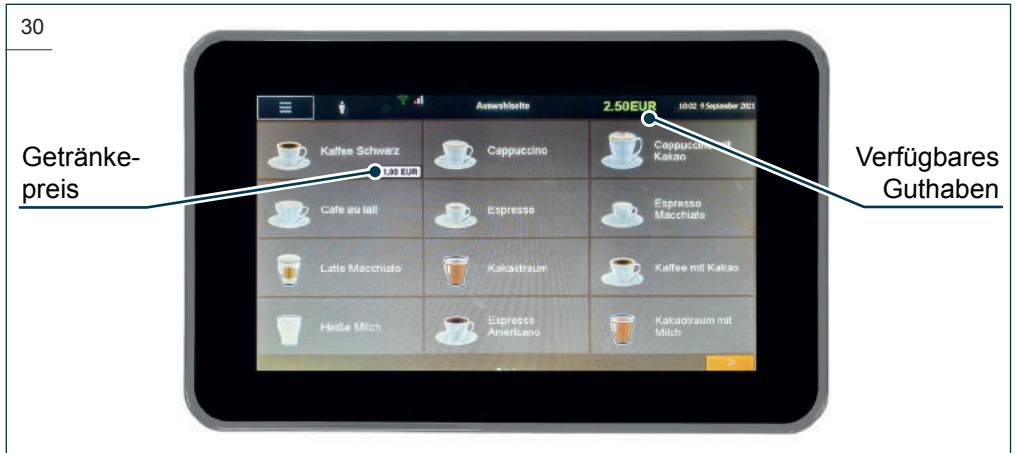 30
Auswahlseite
2.50EUR
10:02 9 September 2021
Kaffee Schwarz
1,00 EUR
Cappuccino
Cappuccino mit
Kakao
Getränke-
preis
Verfügbares
Guthaben
Cafe au lait
Espresso
Espresso
Macchiato
Latte Macchiato
Kakaotraum
Kaffee mit Kakao
Heiße Milch
Espresso
Americano
Kakaotraum mit
Milch
>